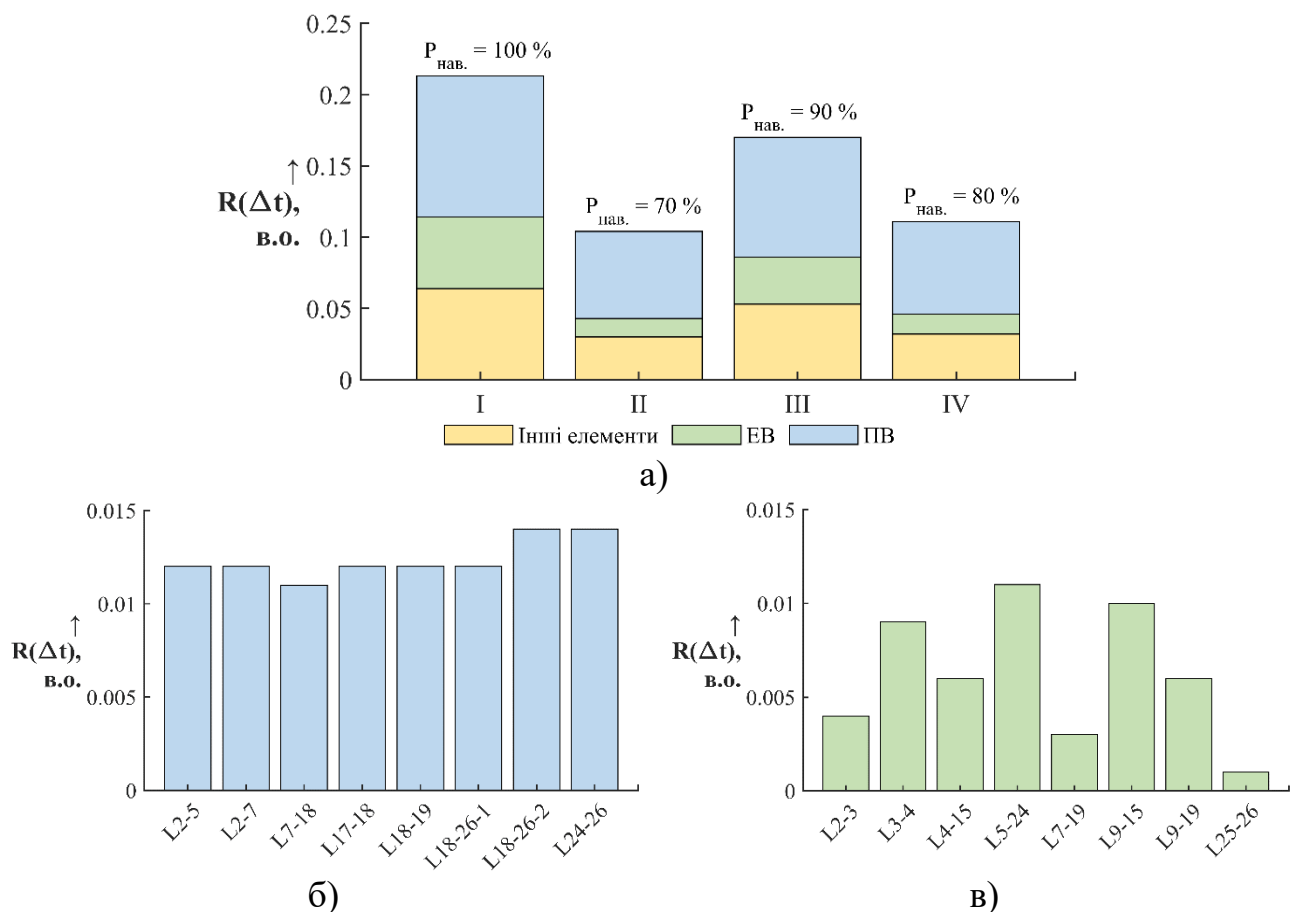 0.25
0.2
0.15
0.1
0.05
0
↑
R(Δt),
в.о.
Pнав. = 100 %
Pнав. = 70 %
Pнав. = 90 %
Pнав. = 80 %
I II III IV
Інші елементи ЕВ ПВ
а)
0.015
0.01
0.005
0
↑
R(Δt),
в.о.
L2-5 L2-7 L7-18 L17-18 L18-19 L18-26-1 L18-26-2 L24-26
б)
0.015
0.01
0.005
0
↑
R(Δt),
в.о.
L2-3 L3-4 L4-15 L5-24 L7-19 L9-15 L9-19 L25-26
в)